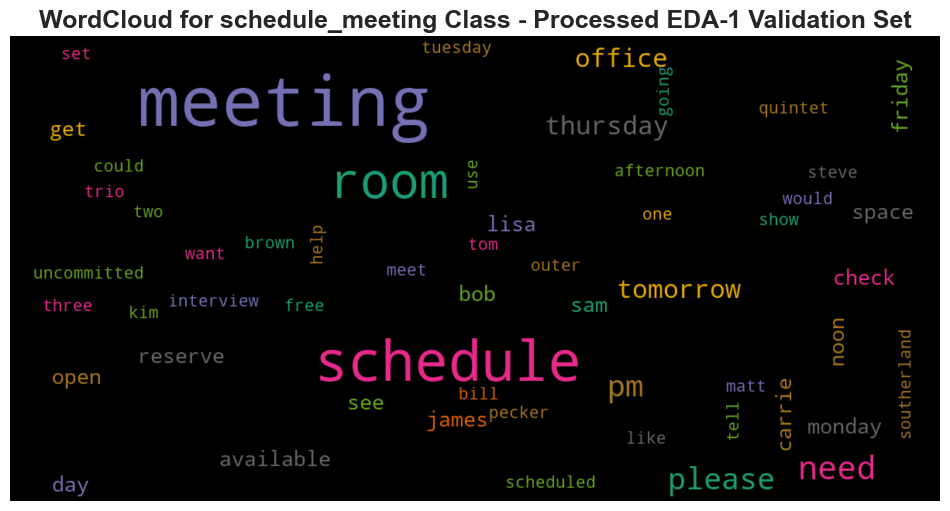 WordCloud for schedule_meeting Class - Processed EDA-1 Validation Set
set
tuesday
office
going
friday
meeting
quintet
get
thursday
could
room
use
afternoon
steve
trio
would
two
one
show
space
lisa
brown
help
tom
want
meet
outer
uncommitted
check
tomorrow
bob
interview
three
free
sam
kim
noon
southerland
reserve
schedule
open
pm
matt
carrie
bill
see
tell
james
pecker
monday
like
available
need
please
day
scheduled